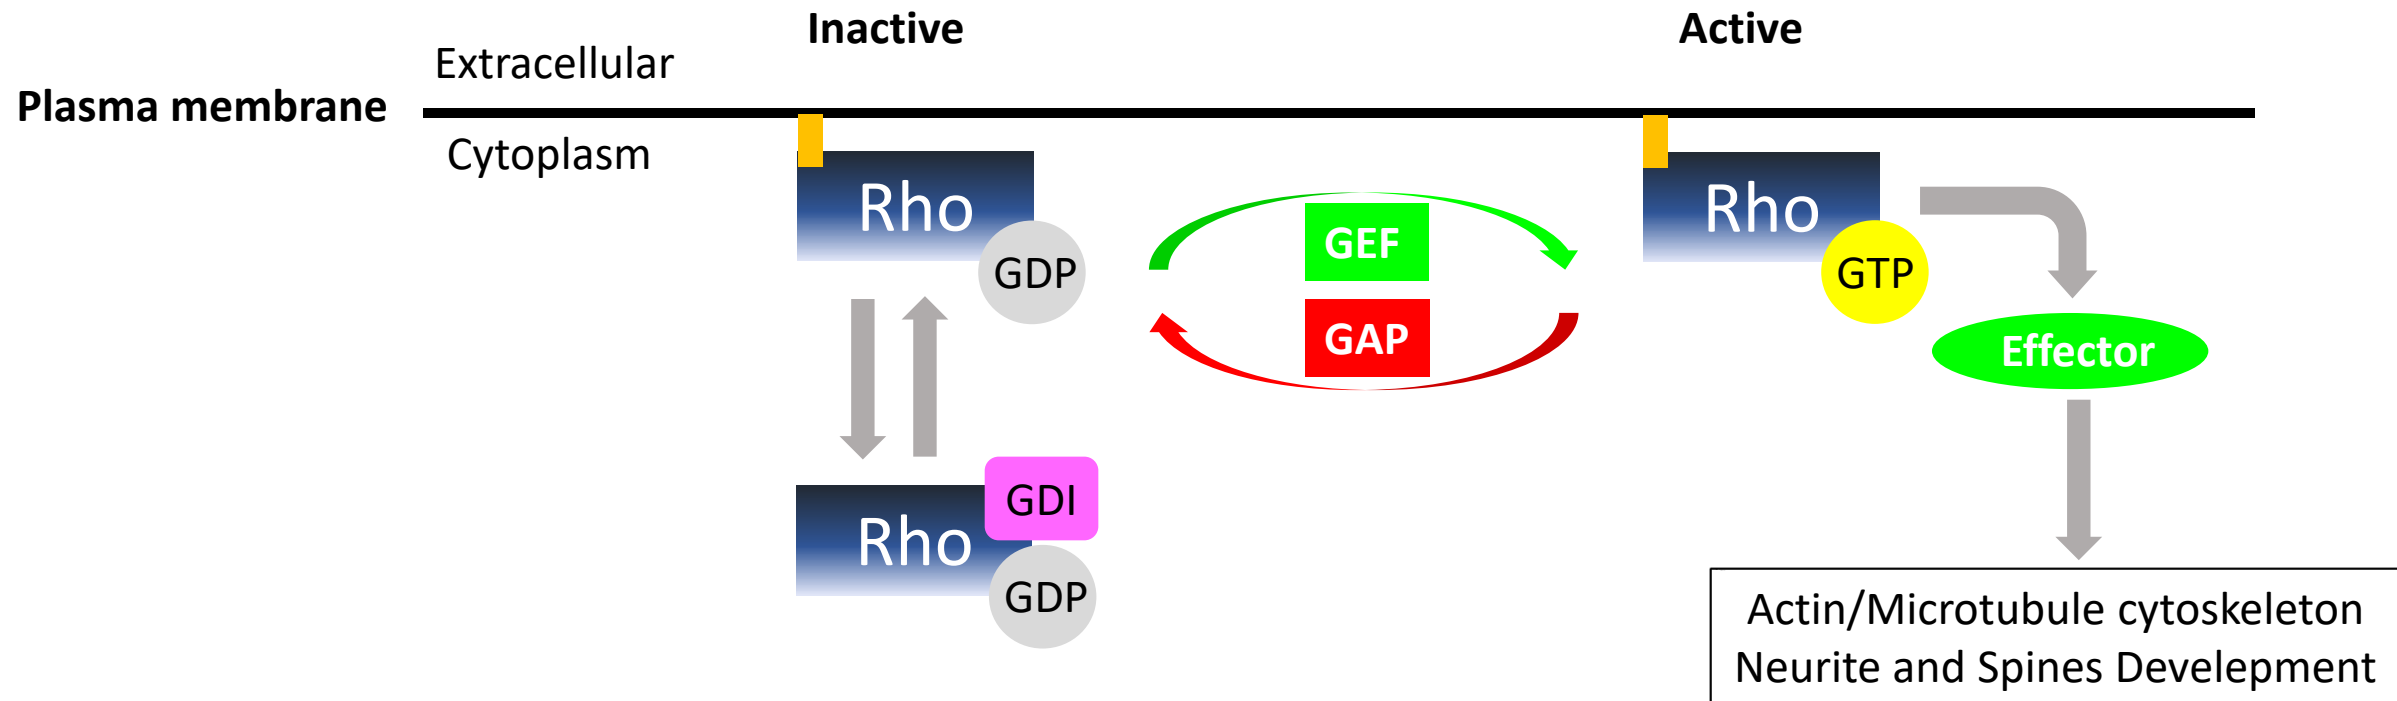 Inactive
Active
Extracellular
Plasma membrane
Cytoplasm
Rho
GDP
GEF
GAP
Rho
GTP
Effector
Rho
GDI
GDP
Actin/Microtubule cytoskeleton
Neurite and Spines Develepment